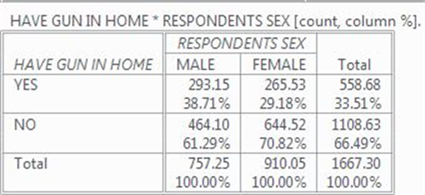 HAVE GUN IN HOME * RESPONDENTS SEX [count, column %].
RESPONDENTS SEX
HAVE GUN IN HOME MALE FEMALE Total
YES 293.15 265.53 558.68
38.71% 29.18% 33.51%
NO 464.10 644.52 1108.63
61.29% 70.82% 66.49%
Total 757.25 910.05 1667.30
100.00% 100.00% 100.00%